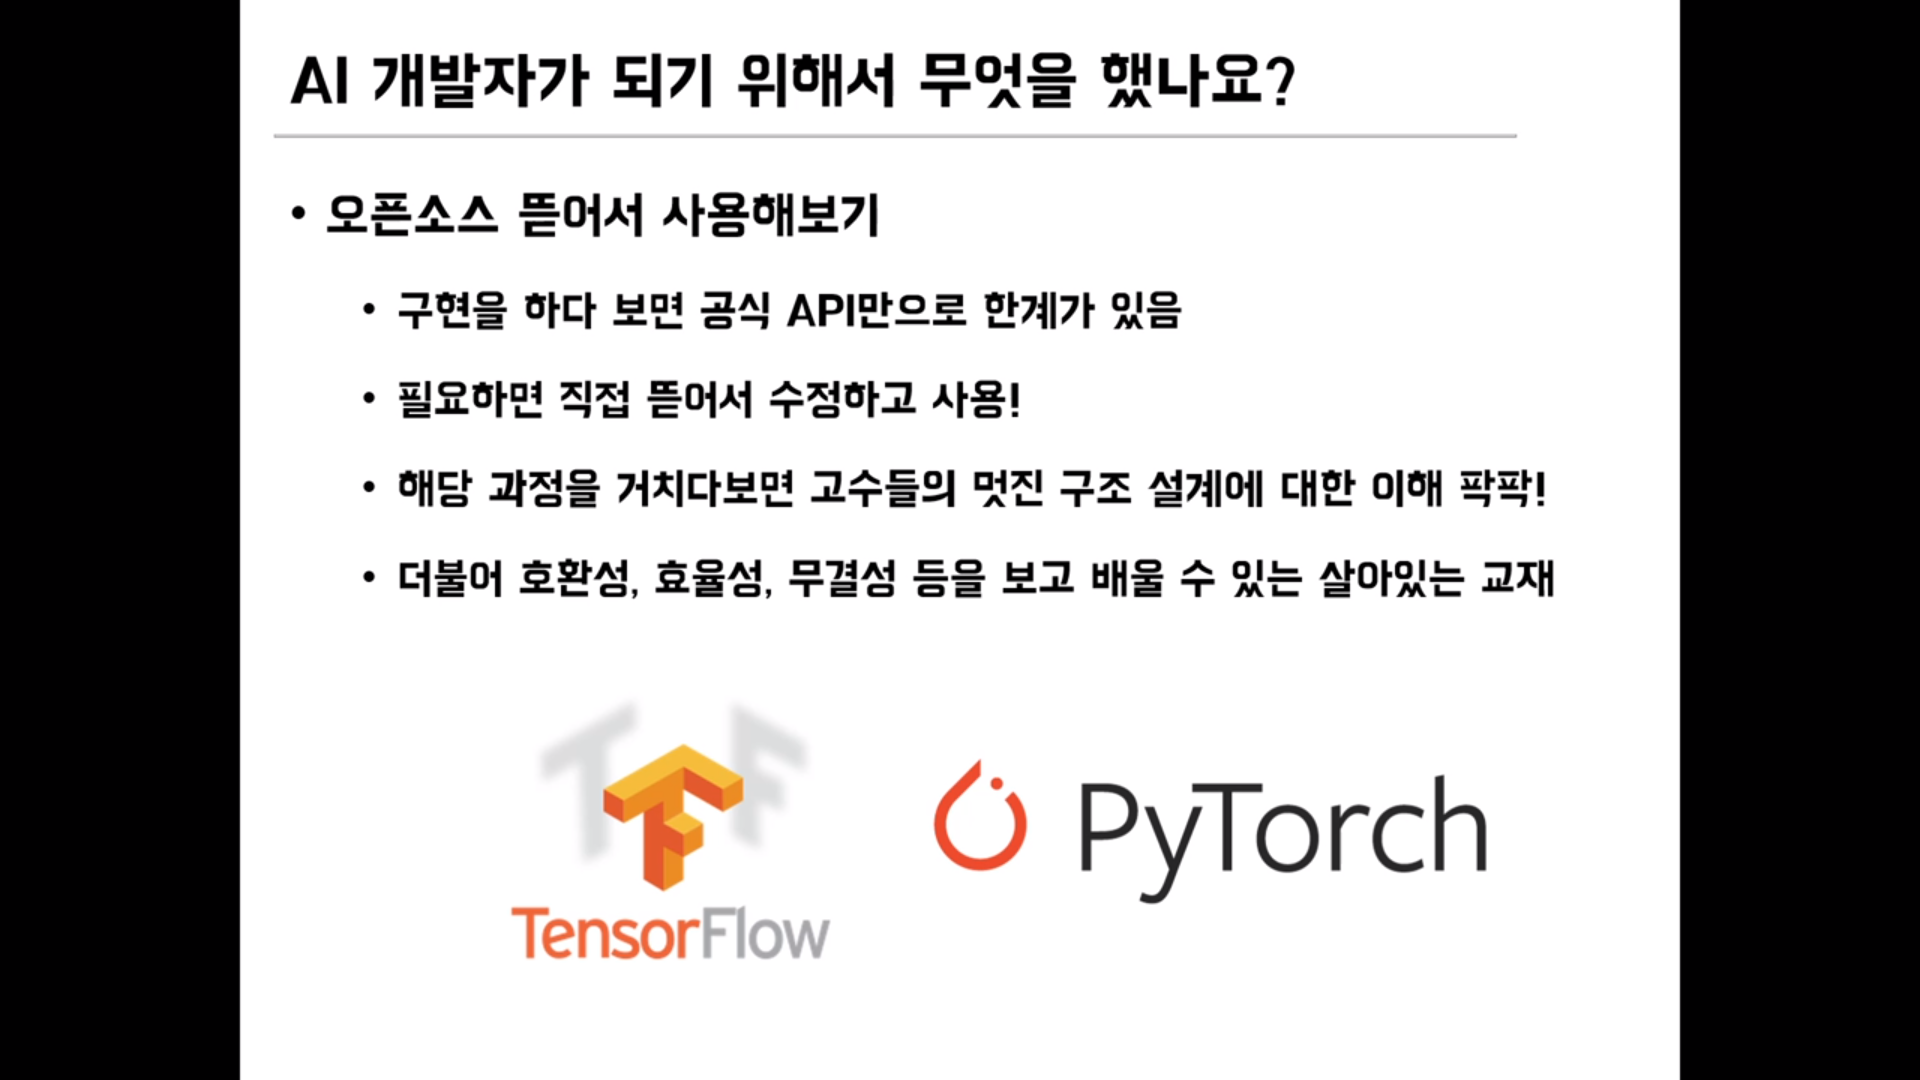 AI 개발자가 되기 위해서 무엇을 했나요?
• 오픈소스 뜯어서 사용해보기
• 구현을 하다 보면 공식 API만으로 한계가 있음
• 필요하면 직접 뜯어서 수정하고 사용!
• 해당 과정을 거치다보면 고수들의 멋진 구조 설계에 대한 이해 팍팍!
• 더불어 호환성, 효율성, 무결성 등을 보고 배울 수 있는 살아있는 교재
TensorFlow
PyTorch